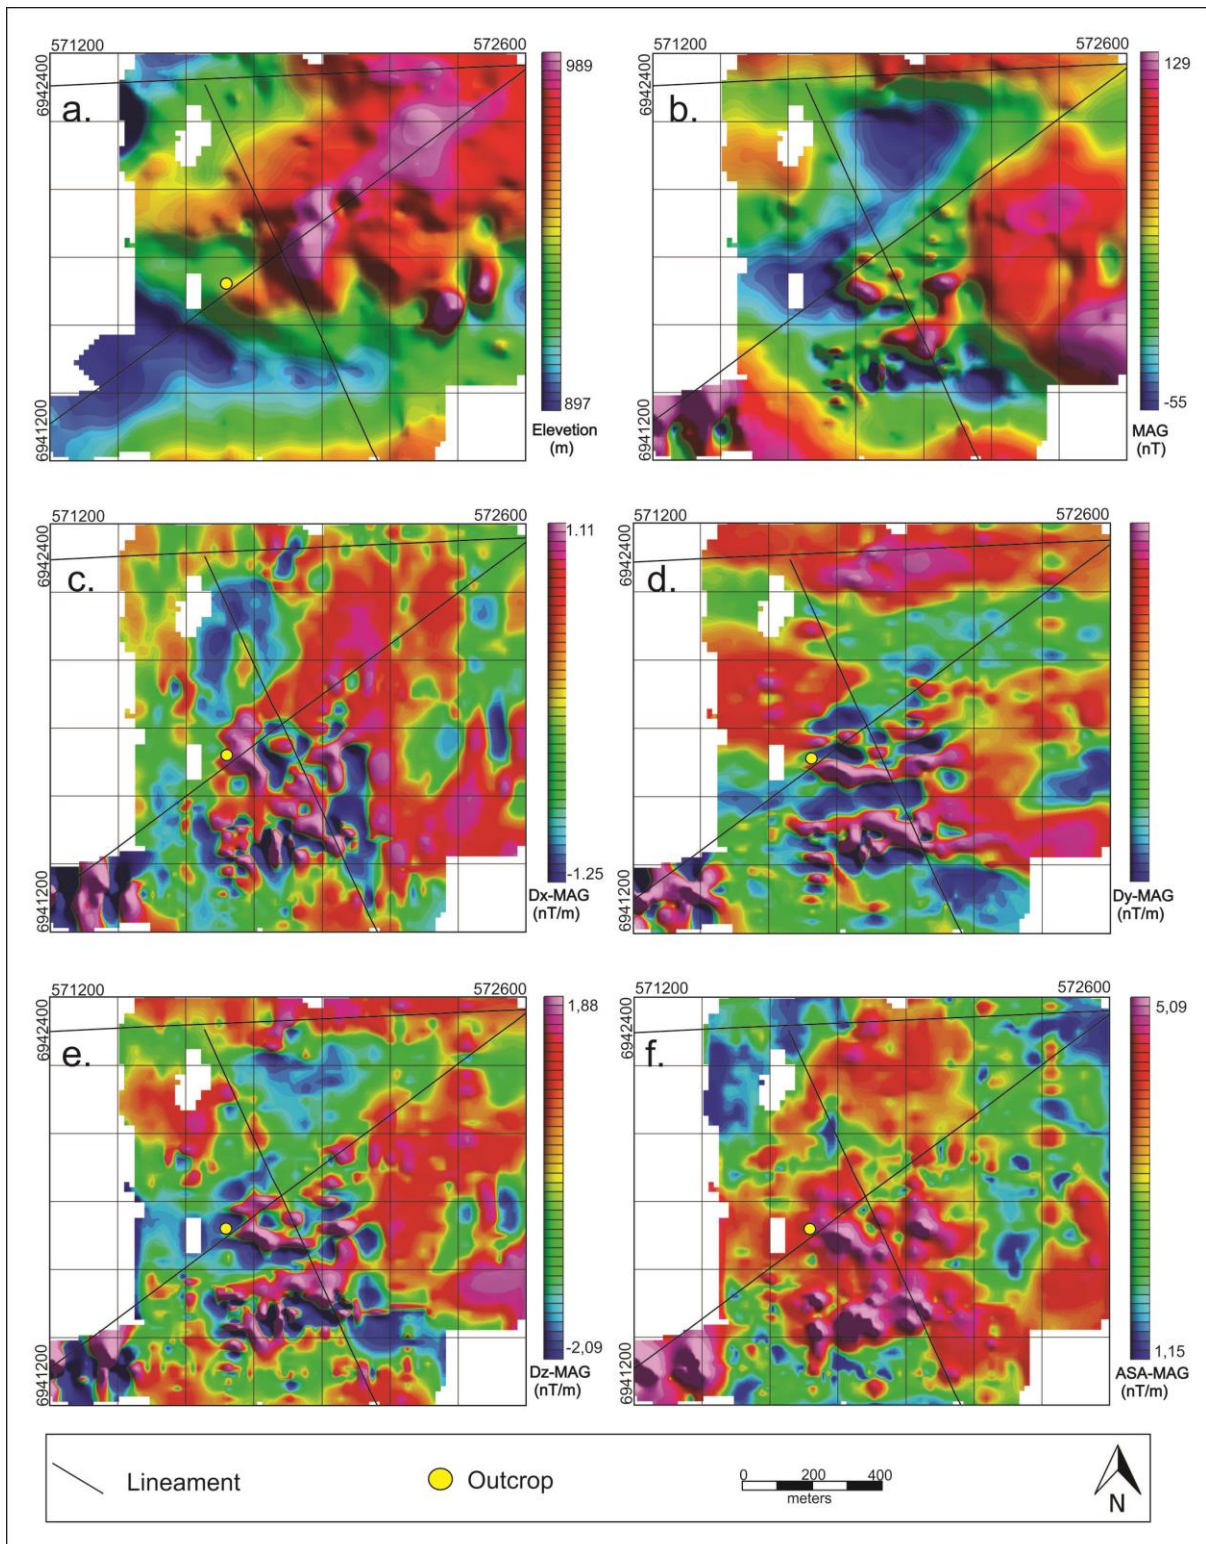 571200 572600
6942400
a.
989
897
6941200
Elevetion
(m)
571200 572600
6942400
b.
129
-55
6941200
MAG
(nT)
571200 572600
6942400
c.
1.11
-1.25
6941200
Dx-MAG
(nT/m)
571200 572600
6942400
d.
6941200
Dy-MAG
(nT/m)
571200 572600
6942400
e.
1,88
-2,09
6941200
Dz-MAG
(nT/m)
571200 572600
6942400
f.
5,09
1,15
6941200
ASA-MAG
(nT/m)
Lineament
Outcrop
0 200 400
meters
N